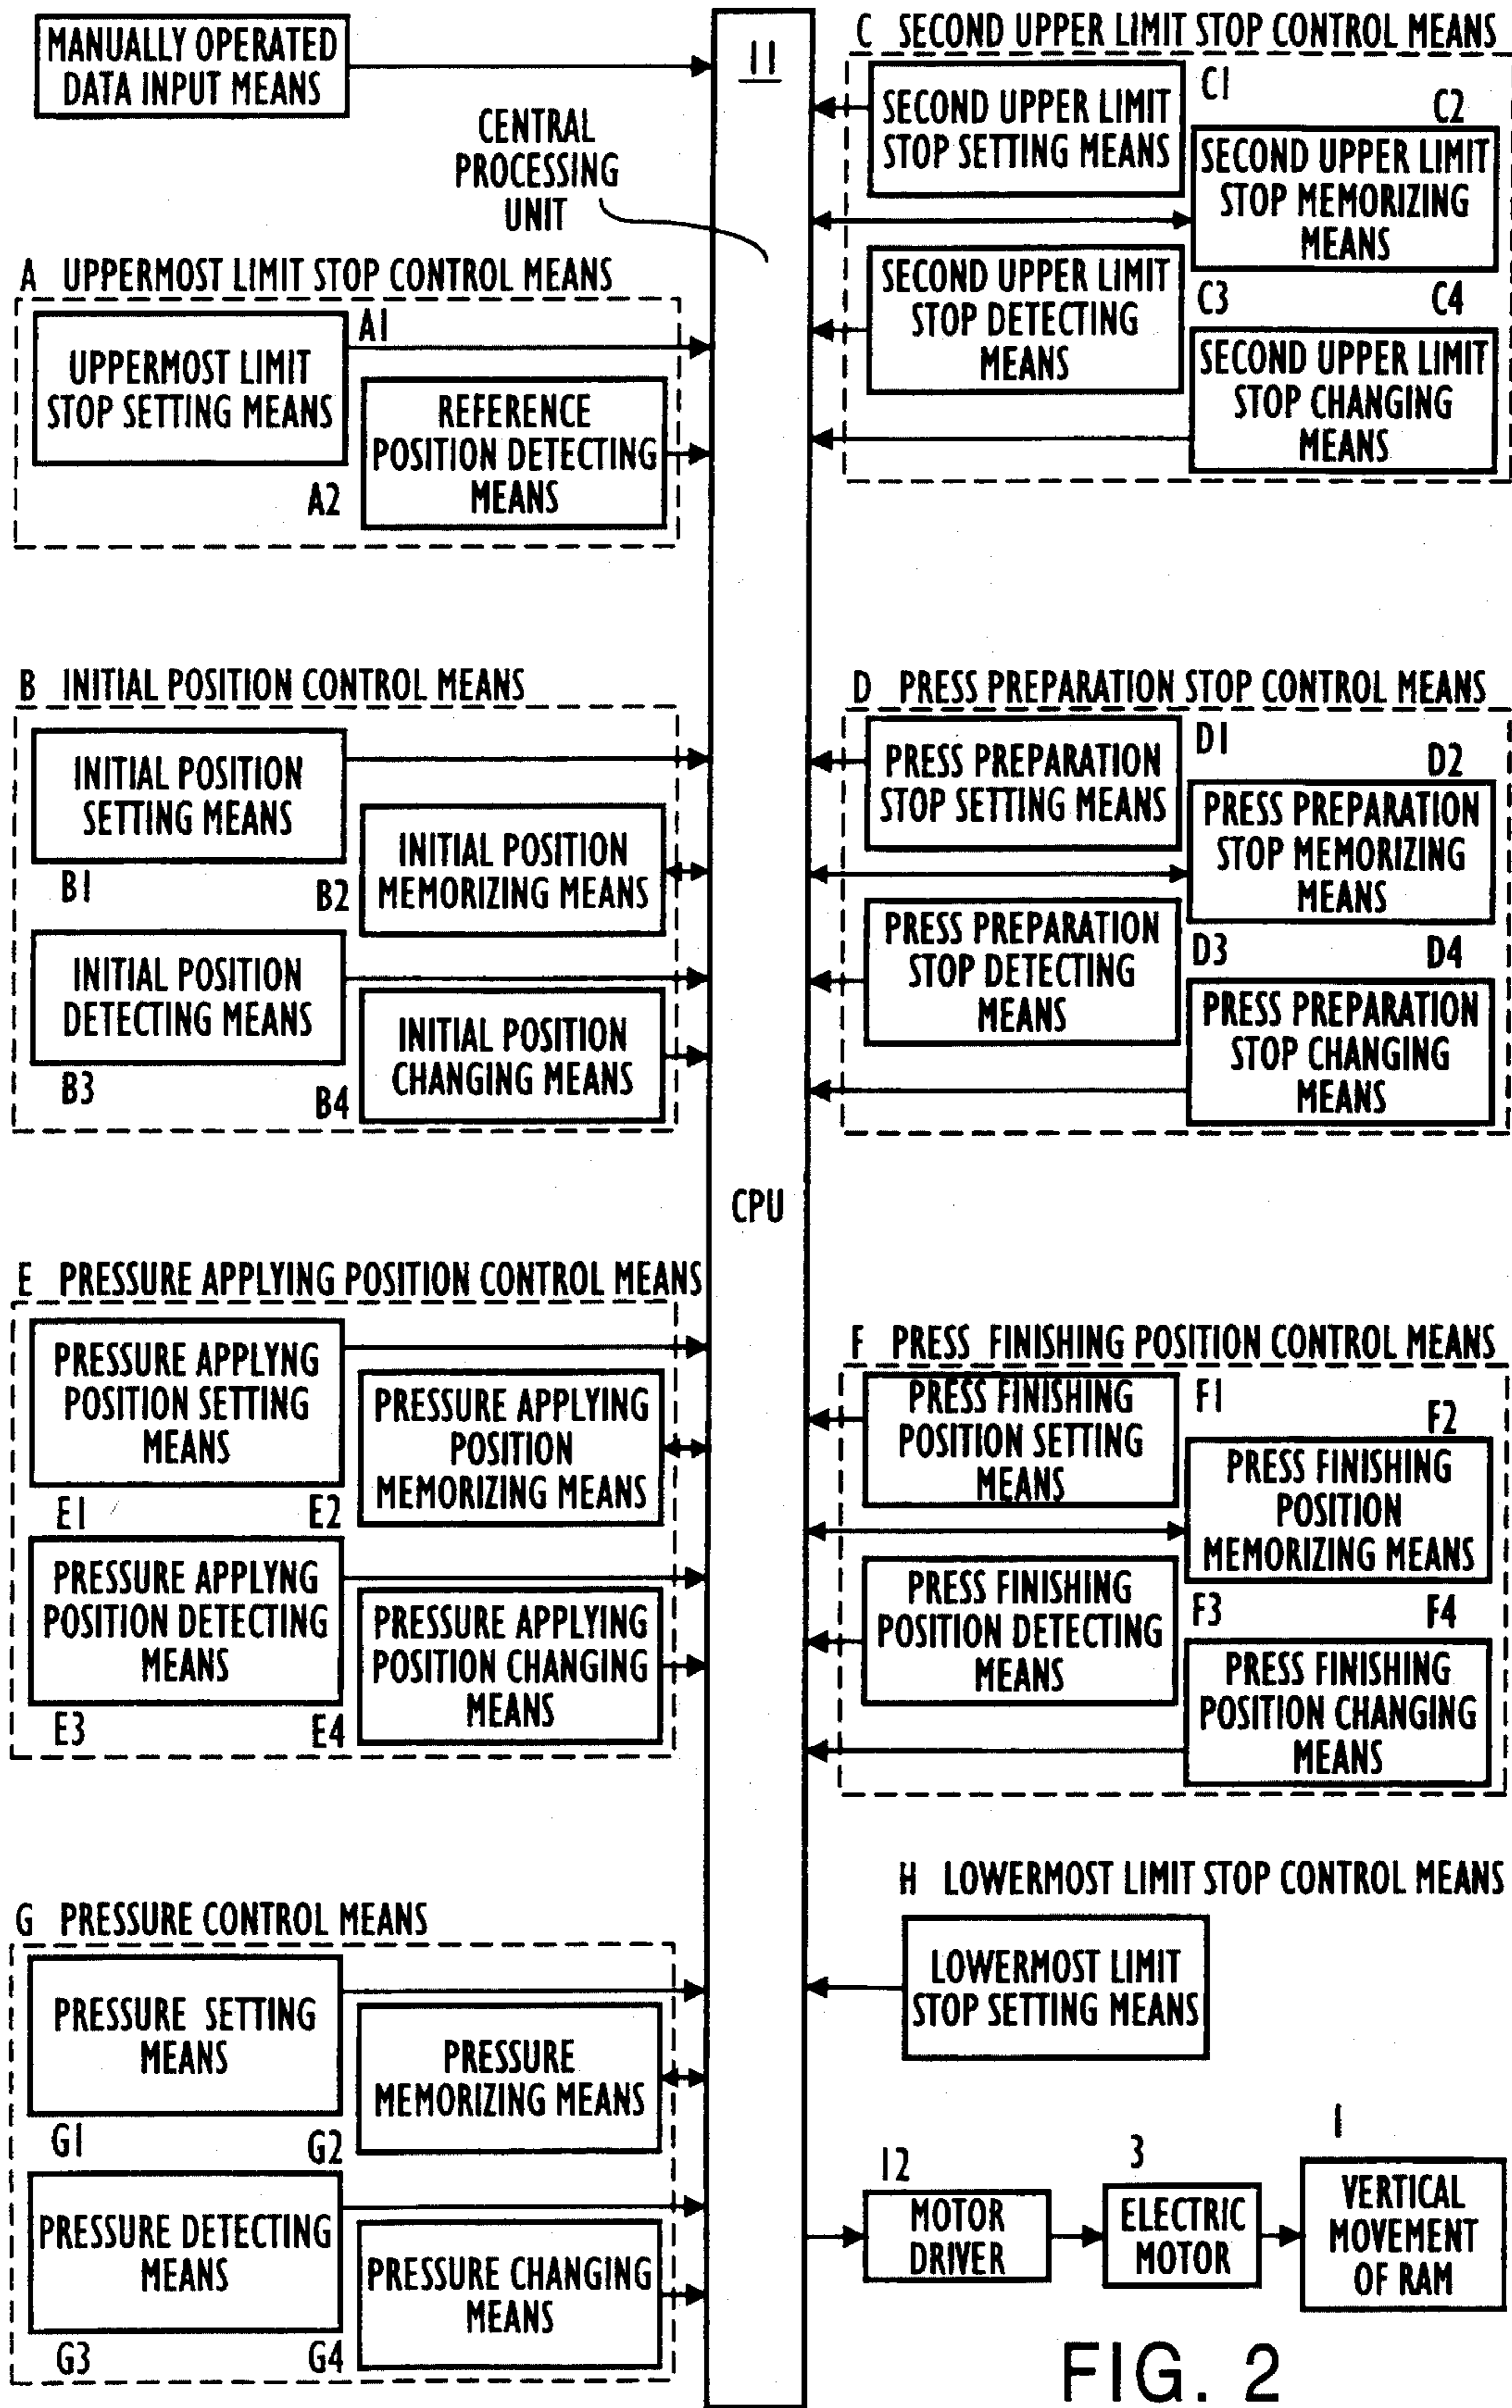 MANUALLY OPERATED
DATA INPUT MEANS
11
CENTRAL
PROCESSING
UNIT
A UPPERMOST LIMIT STOP CONTROL MEANS
UPPERMOST LIMIT
STOP SETTING MEANS
A1
REFERENCE
POSITION DETECTING
MEANS
A2
B INITIAL POSITION CONTROL MEANS
INITIAL POSITION
SETTING MEANS
B1
B2
INITIAL POSITION
MEMORIZING MEANS
INITIAL POSITION
DETECTING MEANS
B3
B4
INITIAL POSITION
CHANGING MEANS
CPU
E PRESSURE APPLYING POSITION CONTROL MEANS
PRESSURE APPLYNG
POSITION SETTING
MEANS
E1
E2
PRESSURE APPLYING
POSITION
MEMORIZING MEANS
PRESSURE APPLYNG
POSITION DETECTING
MEANS
E3
E4
PRESSURE APPLYING
POSITION CHANGING
MEANS
G PRESSURE CONTROL MEANS
PRESSURE SETTING
MEANS
G1
G2
PRESSURE
MEMORIZING MEANS
PRESSURE DETECTING
MEANS
G3
G4
PRESSURE CHANGING
MEANS
C SECOND UPPER LIMIT STOP CONTROL MEANS
SECOND UPPER LIMIT
STOP SETTING MEANS
C1
C2
SECOND UPPER LIMIT
STOP MEMORIZING
MEANS
SECOND UPPER LIMIT
STOP DETECTING
MEANS
C3
C4
SECOND UPPER LIMIT
STOP CHANGING
MEANS
D PRESS PREPARATION STOP CONTROL MEANS
PRESS PREPARATION
STOP SETTING MEANS
D1
D2
PRESS PREPARATION
STOP MEMORIZING
MEANS
PRESS PREPARATION
STOP DETECTING
MEANS
D3
D4
PRESS PREPARATION
STOP CHANGING
MEANS
F PRESS FINISHING POSITION CONTROL MEANS
PRESS FINISHING
POSITION SETTING
MEANS
F1
F2
PRESS FINISHING
POSITION
MEMORIZING MEANS
PRESS FINISHING
POSITION DETECTING
MEANS
F3
F4
PRESS FINISHING
POSITION CHANGING
MEANS
H LOWERMOST LIMIT STOP CONTROL MEANS
LOWERMOST LIMIT
STOP SETTING MEANS
12
MOTOR
DRIVER
3
ELECTRIC
MOTOR
1
VERTICAL
MOVEMENT
OF RAM
FIG. 2